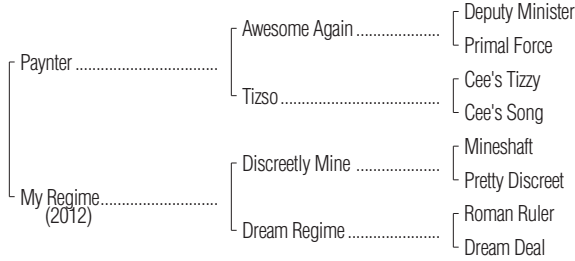 Deputy Minister
Awesome Again ....................
Primal Force
Paynter ..................................
Cee's Tizzy
Tizso ......................................
Cee's Song
Mineshaft
Discreetly Mine ....................
Pretty Discreet
My Regime............................
(2012)
Roman Ruler
Dream Regime ......................
Dream Deal